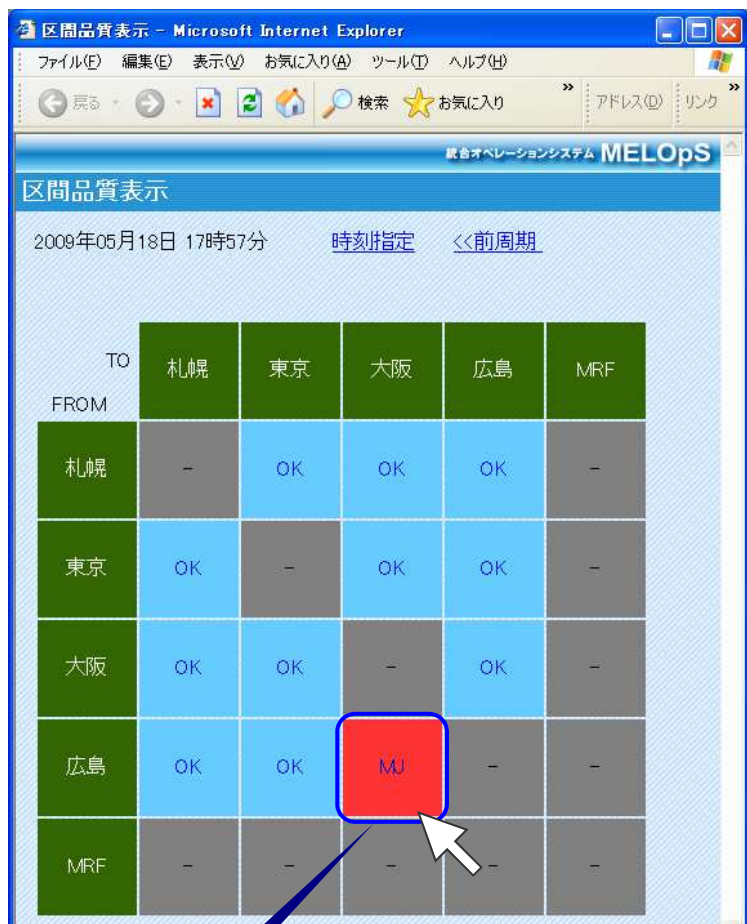 区間品質表示 - Microsoft Internet Explorer
ファイル(F) 編集(E) 表示(V) お気に入り(A) ツール(T) ヘルプ(H)
戻る 検索 お気に入り » アドレス(D) リンク »
統合オペレーションシステム MELOpS
区間品質表示
2009年05月18日 17時57分 時刻指定 <<前周期
TO 札幌 東京 大阪 広島 MRF
FROM
札幌 - OK OK OK -
東京 OK - OK OK -
大阪 OK OK - OK -
広島 OK OK MJ - -
MRF - - - - -